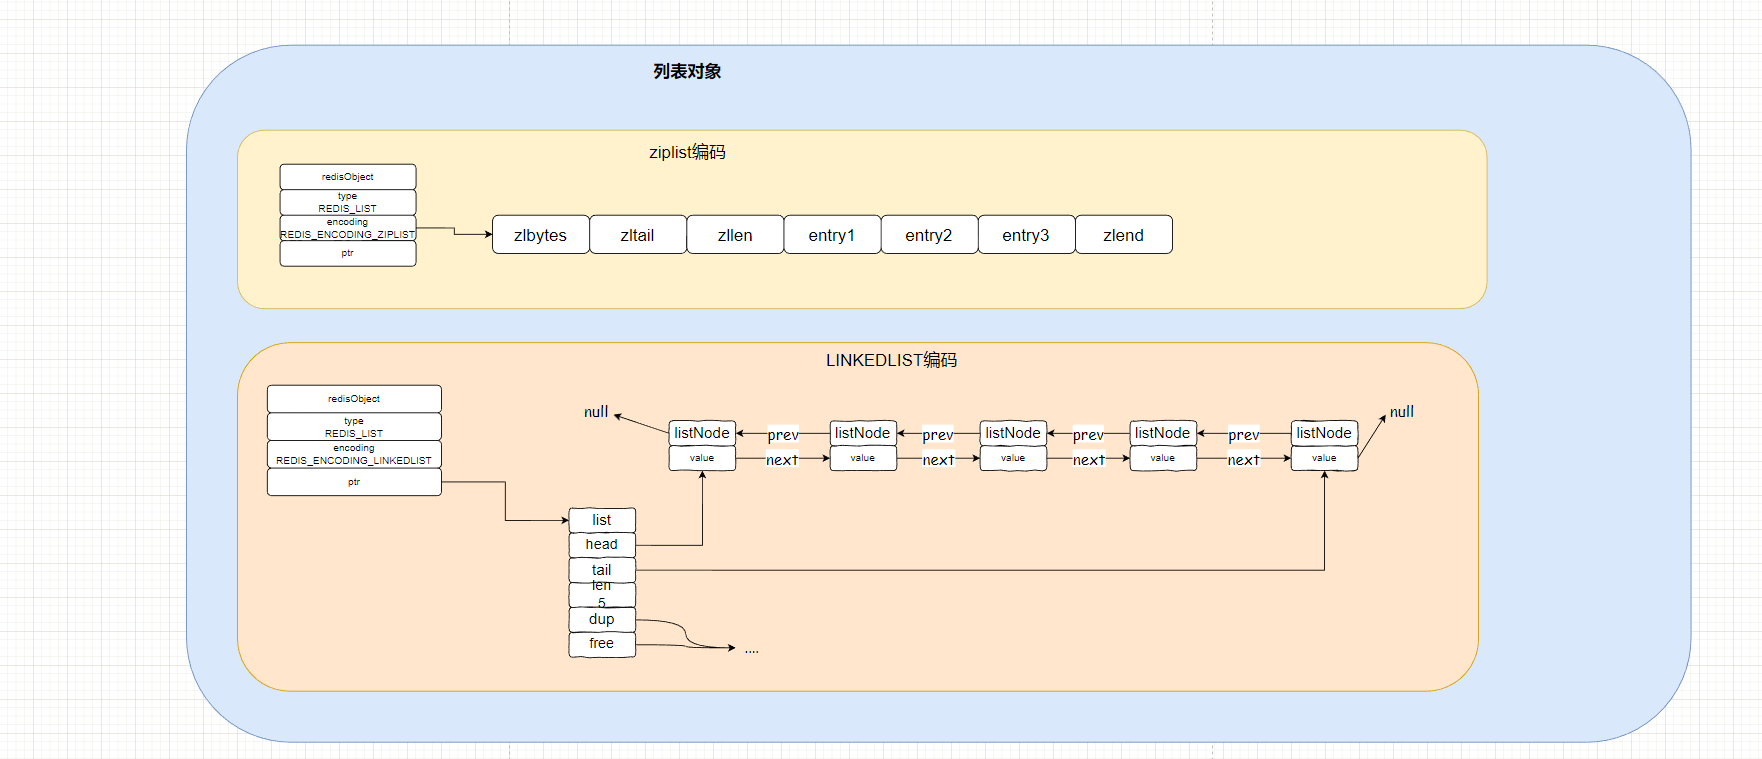 列表对象
ziplist编码
redisObject
type
REDIS_LIST
encoding
REDIS_ENCODING_ZIPLIST
ptr
zlbytes
zltail
zllen
entry1
entry2
entry3
zlend
LINKEDLIST编码
redisObject
type
REDIS_LIST
encoding
REDIS_ENCODING_LINKEDLIST
ptr
null
listNode
prev
listNode
prev
listNode
prev
listNode
prev
listNode
null
value
next
value
next
value
next
value
next
value
list
head
tail
len
5
dup
free
....